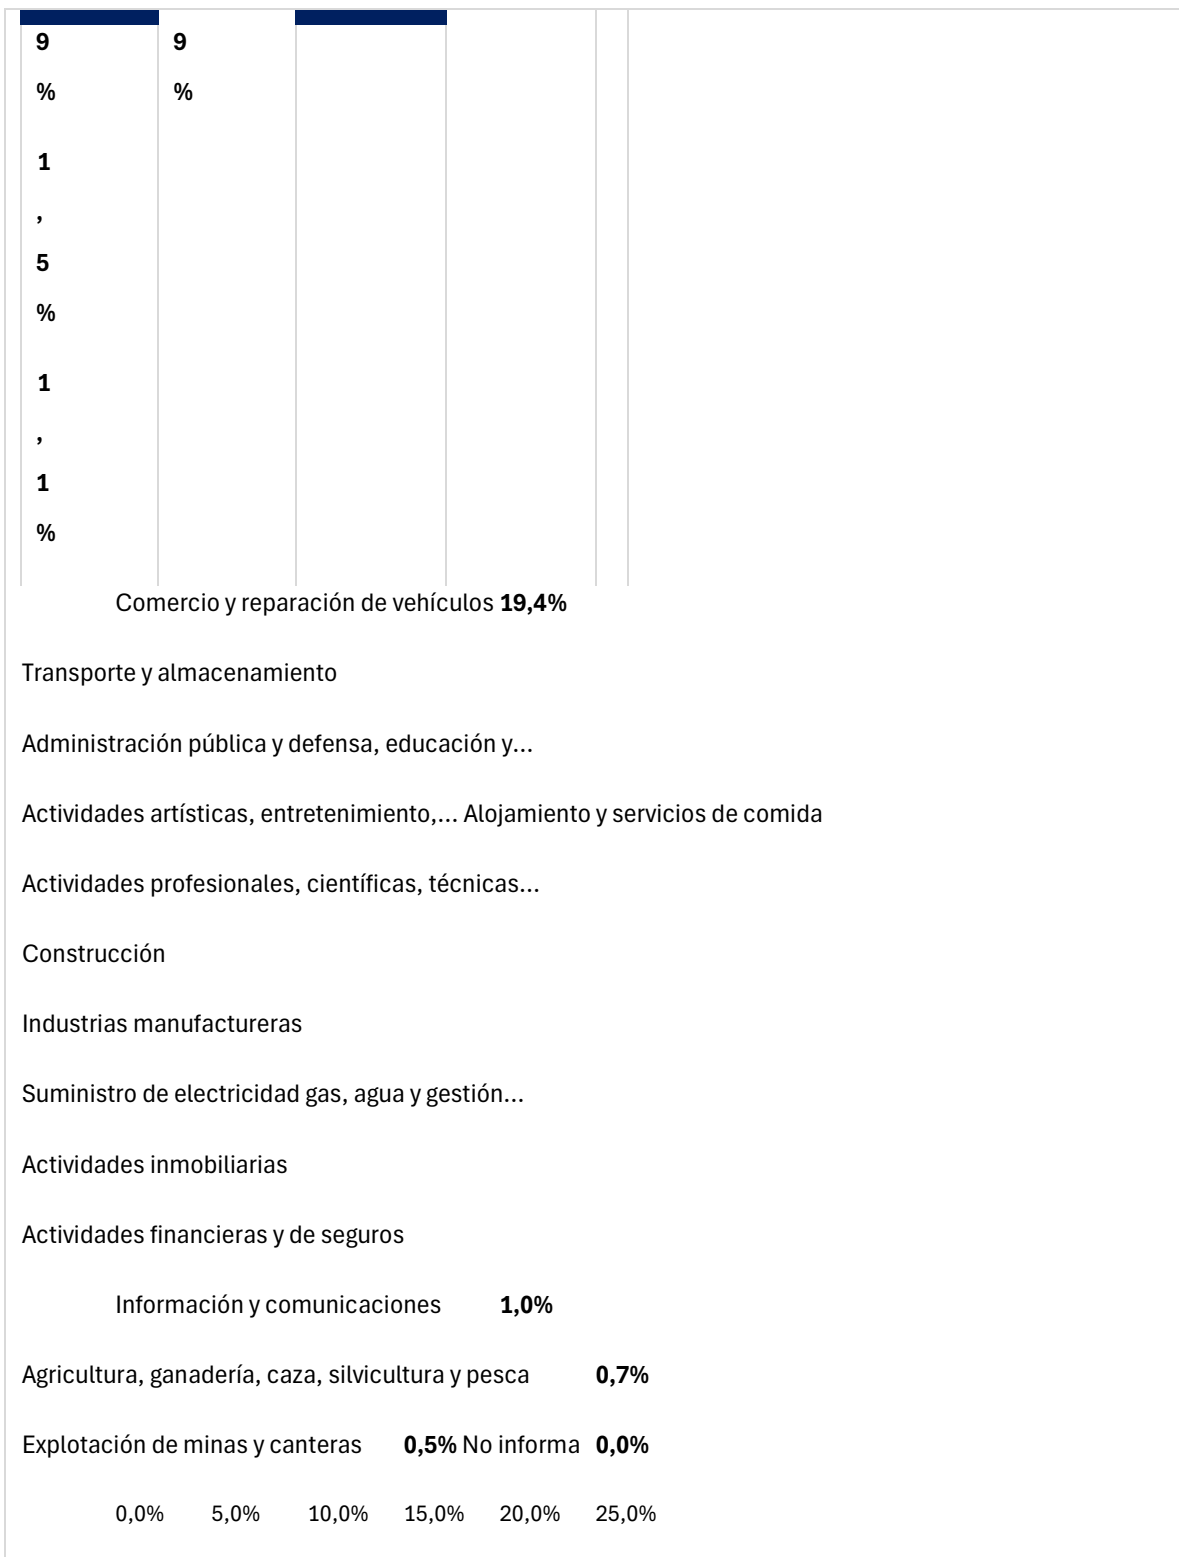 9 9
% %
1
,
5
%
1
,
1
%
Comercio y reparación de vehículos 19,4%
Transporte y almacenamiento
Administración pública y defensa, educación y...
Actividades artísticas, entretenimiento,... Alojamiento y servicios de comida
Actividades profesionales, científicas, técnicas...
Construcción
Industrias manufactureras
Suministro de electricidad gas, agua y gestión...
Actividades inmobiliarias
Actividades financieras y de seguros
Información y comunicaciones 1,0%
Agricultura, ganadería, caza, silvicultura y pesca 0,7%
Explotación de minas y canteras 0,5% No informa 0,0%
0,0% 5,0% 10,0% 15,0% 20,0% 25,0%